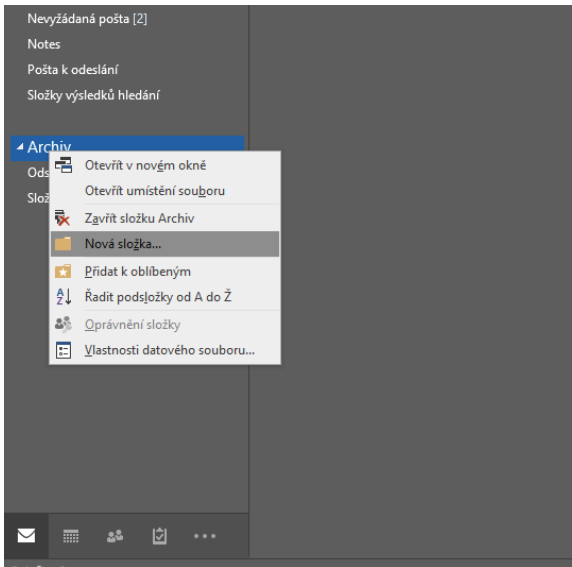 Nevyžádaná pošta [2]
Notes
Pošta k odeslání
Složky výsledků hledání
Archiv
Ods
Otevřít v novém okně
Slož
Otevřít umístění souboru
Zavřít složku Archiv
Nová složka...
Přidat k oblíbeným
Řadit podsložky od A do Ž
Oprávnění složky
Vlastnosti datového souboru...